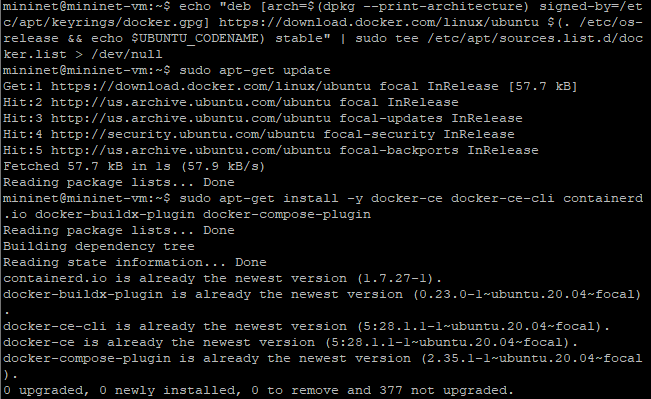 mininet@mininet-vm:~$ echo "deb [arch=$(dpkg --print-architecture) signed-by=/et
c/apt/keyrings/docker.gpg] https://download.docker.com/linux/ubuntu $(. /etc/os-
release && echo $UBUNTU_CODENAME) stable" | sudo tee /etc/apt/sources.list.d/doc
ker.list > /dev/null
mininet@mininet-vm:~$ sudo apt-get update
Get:1 https://download.docker.com/linux/ubuntu focal InRelease [57.7 kB]
Hit:2 http://us.archive.ubuntu.com/ubuntu focal InRelease
Hit:3 http://us.archive.ubuntu.com/ubuntu focal-updates InRelease
Hit:4 http://security.ubuntu.com/ubuntu focal-security InRelease
Hit:5 http://us.archive.ubuntu.com/ubuntu focal-backports InRelease
Fetched 57.7 kB in 1s (57.9 kB/s)
Reading package lists... Done
mininet@mininet-vm:~$ sudo apt-get install -y docker-ce docker-ce-cli containerd
.io docker-buildx-plugin docker-compose-plugin
Reading package lists... Done
Building dependency tree
Reading state information... Done
containerd.io is already the newest version (1.7.27-1).
docker-buildx-plugin is already the newest version (0.23.0-1~ubuntu.20.04~focal)
.
docker-ce-cli is already the newest version (5:28.1.1-1~ubuntu.20.04~focal).
docker-ce is already the newest version (5:28.1.1-1~ubuntu.20.04~focal).
docker-compose-plugin is already the newest version (2.35.1-1~ubuntu.20.04~focal
).
0 upgraded, 0 newly installed, 0 to remove and 377 not upgraded.